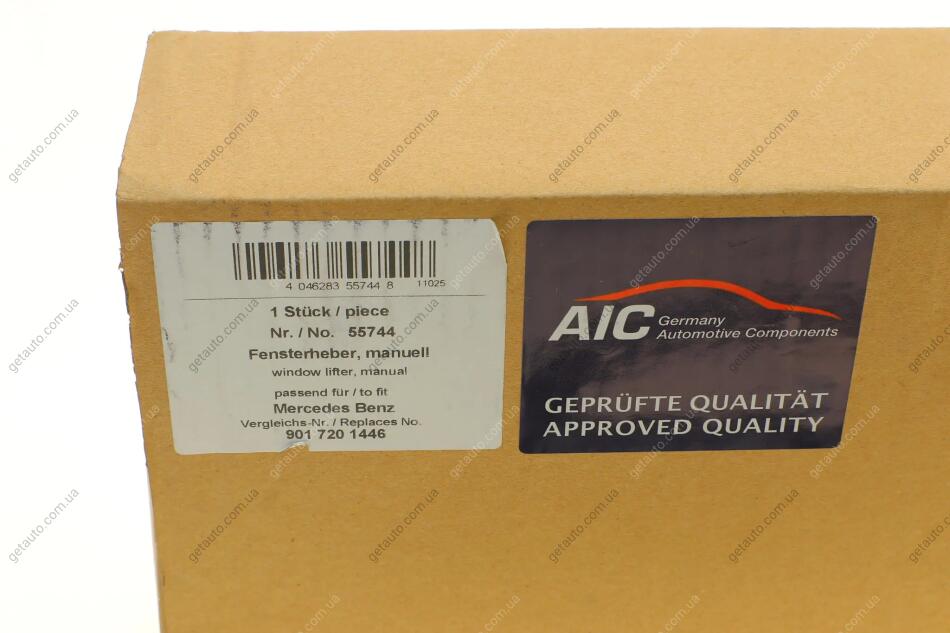 4 046283 55744 8 11025
1 Stück / piece
Nr. / No. 55744
Fensterheber, manuell
window lifter, manual
passend für / to fit
Mercedes Benz
Vergleichs-Nr. / Replaces No.
901 720 1446
AIC Germany
Automotive Components
GEPRÜFTE QUALITÄT
APPROVED QUALITY
getauto.com.ua